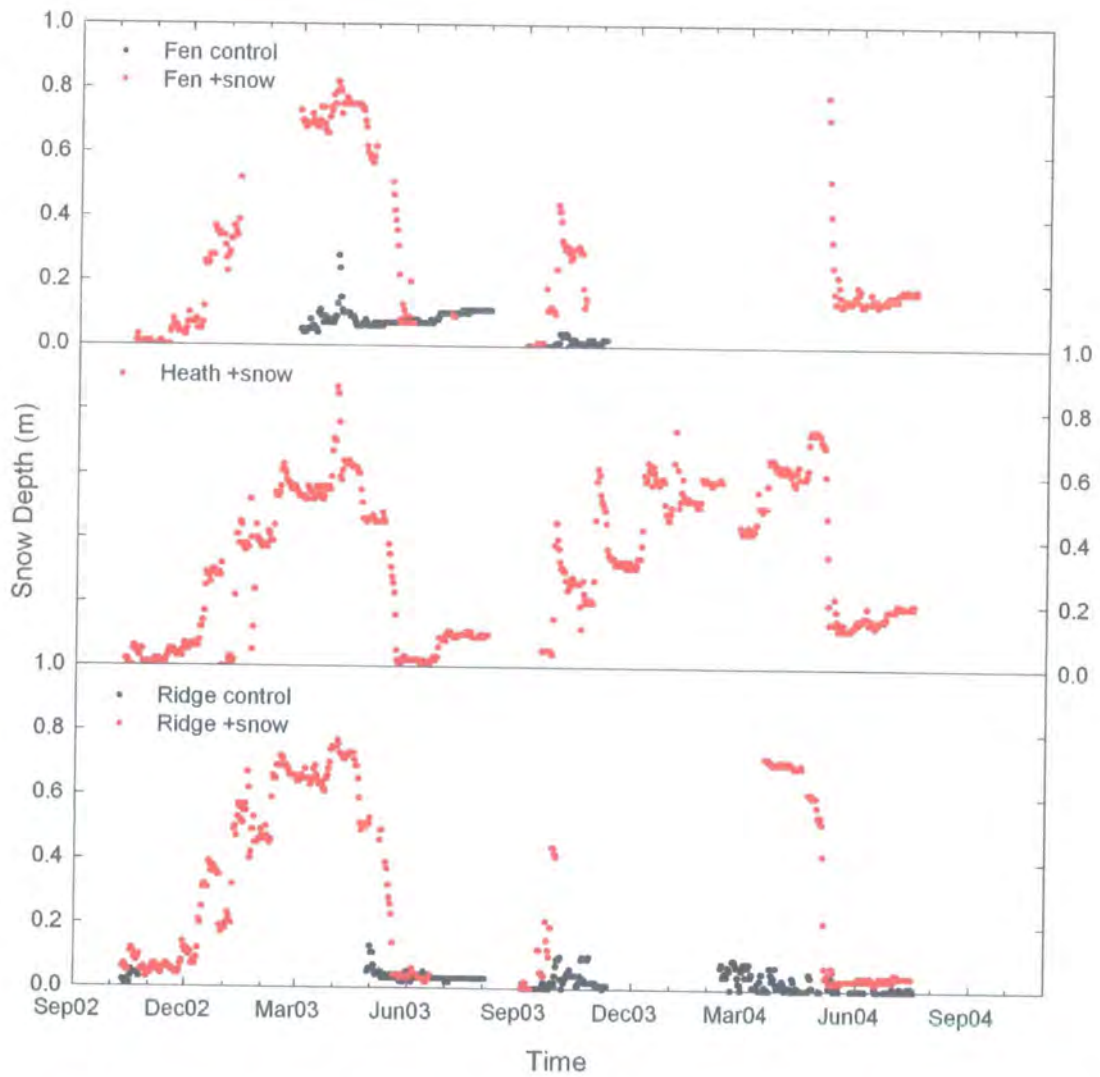 1.0
Fen control
Fen +snow
0.8
0.6
0.4
0.2
0.0
1.0
Heath +snow
0.8
0.6
0.4
0.2
0.0
Snow Depth (m)
1.0
Ridge control
Ridge +snow
0.8
0.6
0.4
0.2
0.0
Sep02 Dec02 Mar03 Jun03 Sep03 Dec03 Mar04 Jun04 Sep04
Time